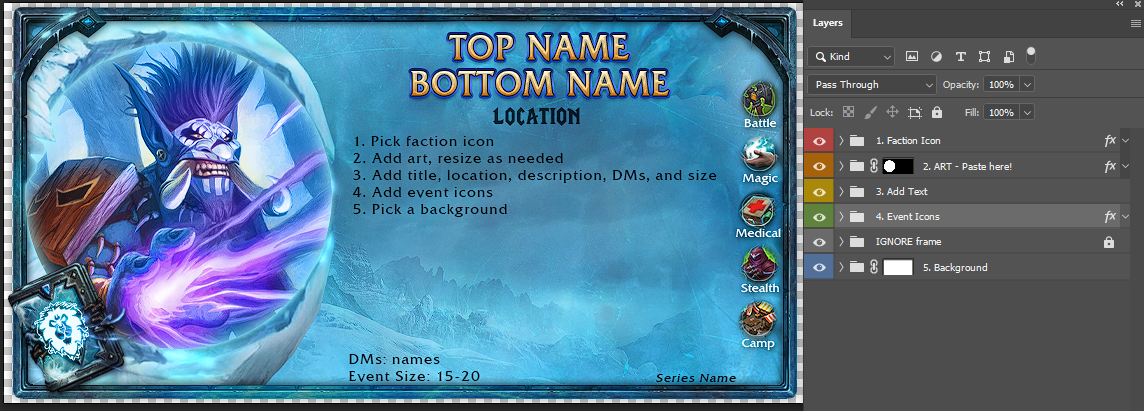 TOP NAME
BOTTOM NAME
LOCATION
1. Pick faction icon
2. Add art, resize as needed
3. Add title, location, description, DMs, and size
4. Add event icons
5. Pick a background
Battle
Magic
Medical
Stealth
Camp
DMs: names
Event Size: 15-20
Series Name
Layers
Kind
Pass Through
Opacity: 100%
Lock:
Fill: 100%
1. Faction Icon fx
2. ART - Paste here! fx
3. Add Text
4. Event Icons fx
IGNORE frame
5. Background